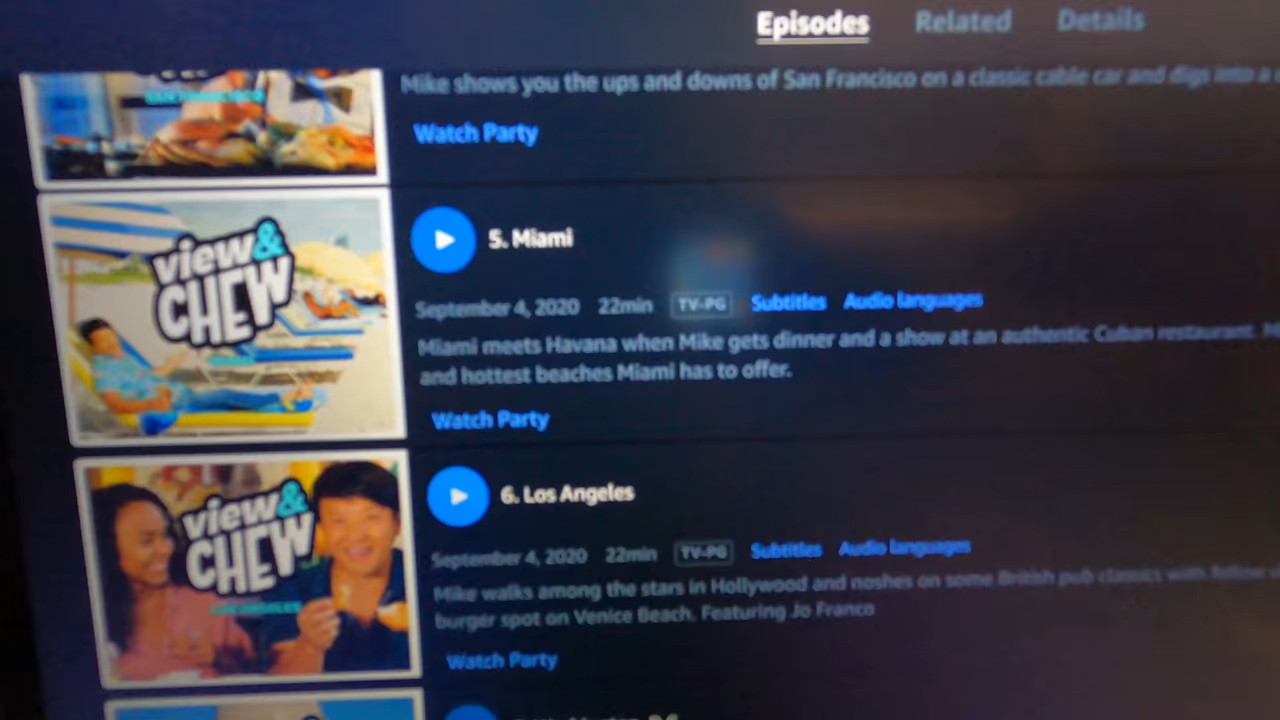 Episodes Related Details
SAN FRANCISCO
Mike shows you the ups and downs of San Francisco on a classic cable car and digs into a
Watch Party
view&
CHEW
5. Miami
September 4, 2020 22min TV-PG Subtitles Audio languages
Miami meets Havana when Mike gets dinner and a show at an authentic Cuban restaurant.
and hottest beaches Miami has to offer.
Watch Party
view&
CHEW
LOS ANGELES
6. Los Angeles
September 4, 2020 22min TV-PG Subtitles Audio languages
Mike walks among the stars in Hollywood and noshes on some British pub classics with fellow
burger spot on Venice Beach. Featuring Jo Franco
Watch Party